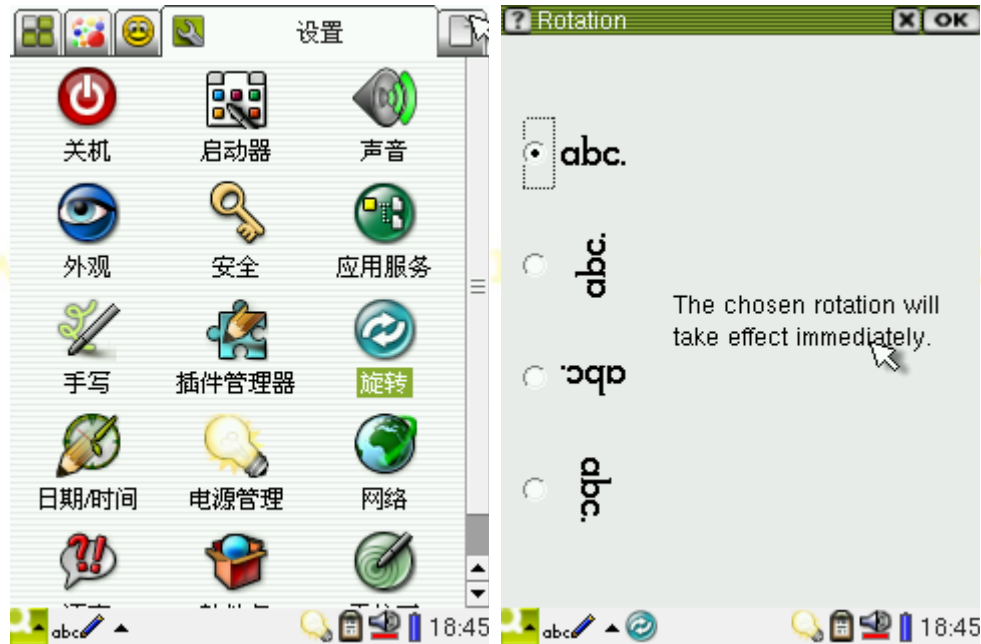 设置
关机 启动器 声音
外观 安全 应用服务
手写 插件管理器 旋转
日期/时间 电源管理 网络
abc 18:45
? Rotation X OK
abc.
abc.
The chosen rotation will
take effect immediately.
abc.
abc.
abc 18:45